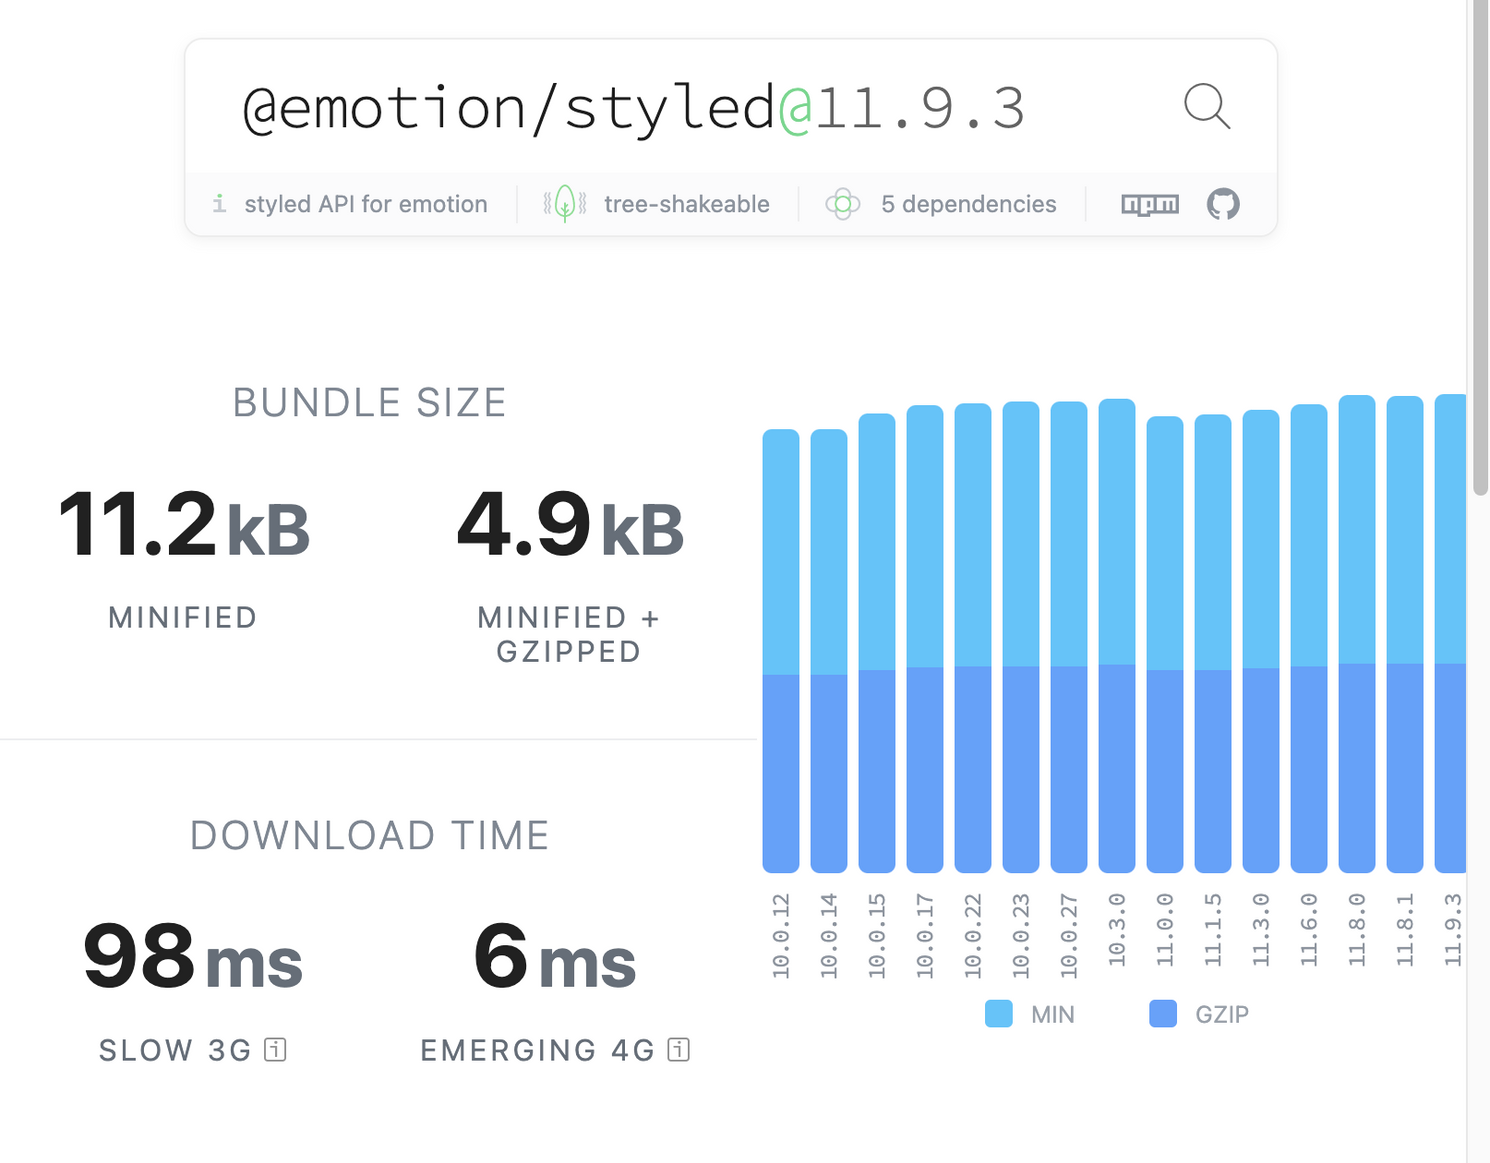 @emotion/styled@11.9.3
i styled API for emotion tree-shakeable 5 dependencies npm
BUNDLE SIZE
11.2 kB
MINIFIED
4.9 kB
MINIFIED +
GZIPPED
DOWNLOAD TIME
98 ms
SLOW 3G i
6 ms
EMERGING 4G i
10.0.12
10.0.14
10.0.15
10.0.17
10.0.22
10.0.23
10.0.27
10.3.0
11.0.0
11.1.5
11.3.0
11.6.0
11.8.0
11.8.1
11.9.3
MIN
GZIP